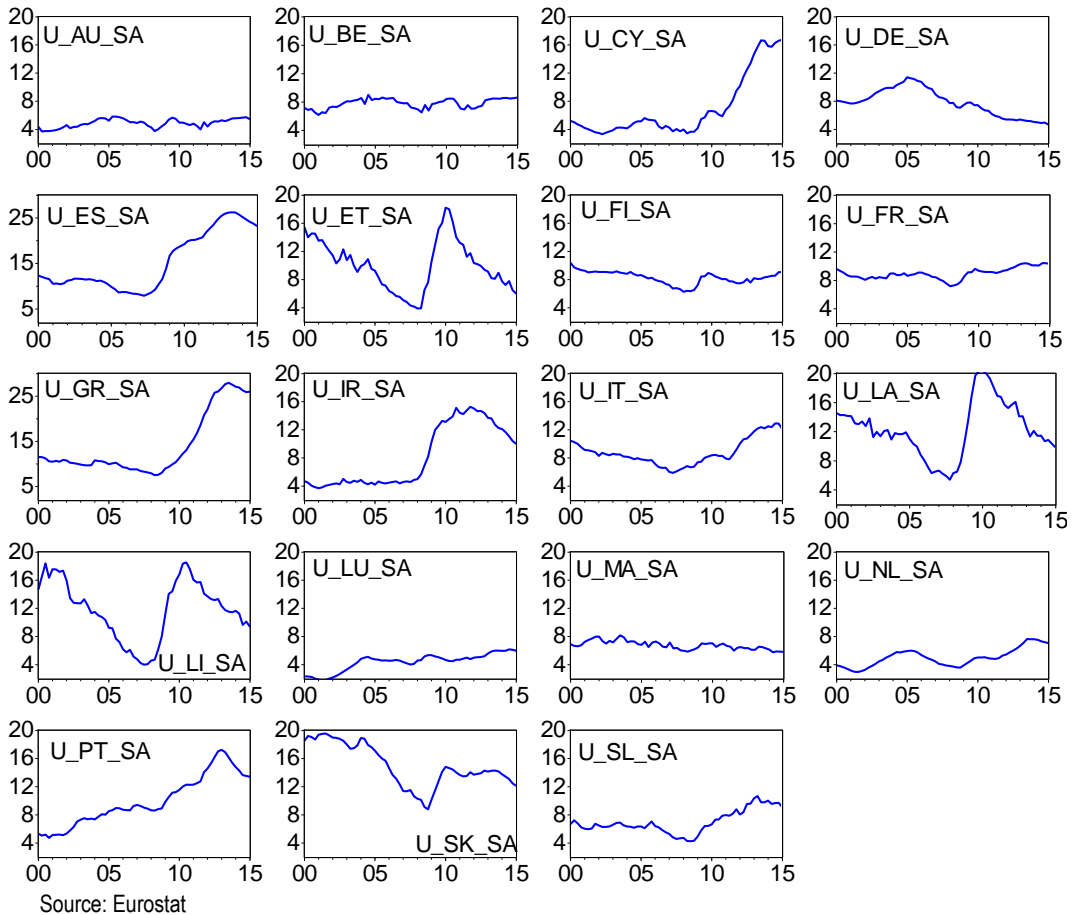 U_AU_SA
20
16
12
8
4
00 05 10 15
U_BE_SA
20
16
12
8
4
00 05 10 15
U_CY_SA
20
16
12
8
4
00 05 10 15
U_DE_SA
20
16
12
8
4
00 05 10 15
U_ES_SA
25
15
5
00 05 10 15
U_ET_SA
20
16
12
8
4
00 05 10 15
U_FI_SA
20
16
12
8
4
00 05 10 15
U_FR_SA
20
16
12
8
4
00 05 10 15
U_GR_SA
25
15
5
00 05 10 15
U_IR_SA
20
16
12
8
4
00 05 10 15
U_IT_SA
20
16
12
8
4
00 05 10 15
U_LA_SA
20
16
12
8
4
00 05 10 15
20
16
12
8
4
U_LI_SA
00 05 10 15
U_LU_SA
20
16
12
8
4
00 05 10 15
U_MA_SA
20
16
12
8
4
00 05 10 15
U_NL_SA
20
16
12
8
4
00 05 10 15
U_PT_SA
20
16
12
8
4
00 05 10 15
20
16
12
8
4
U_SK_SA
00 05 10 15
U_SL_SA
20
16
12
8
4
00 05 10 15
Source: Eurostat